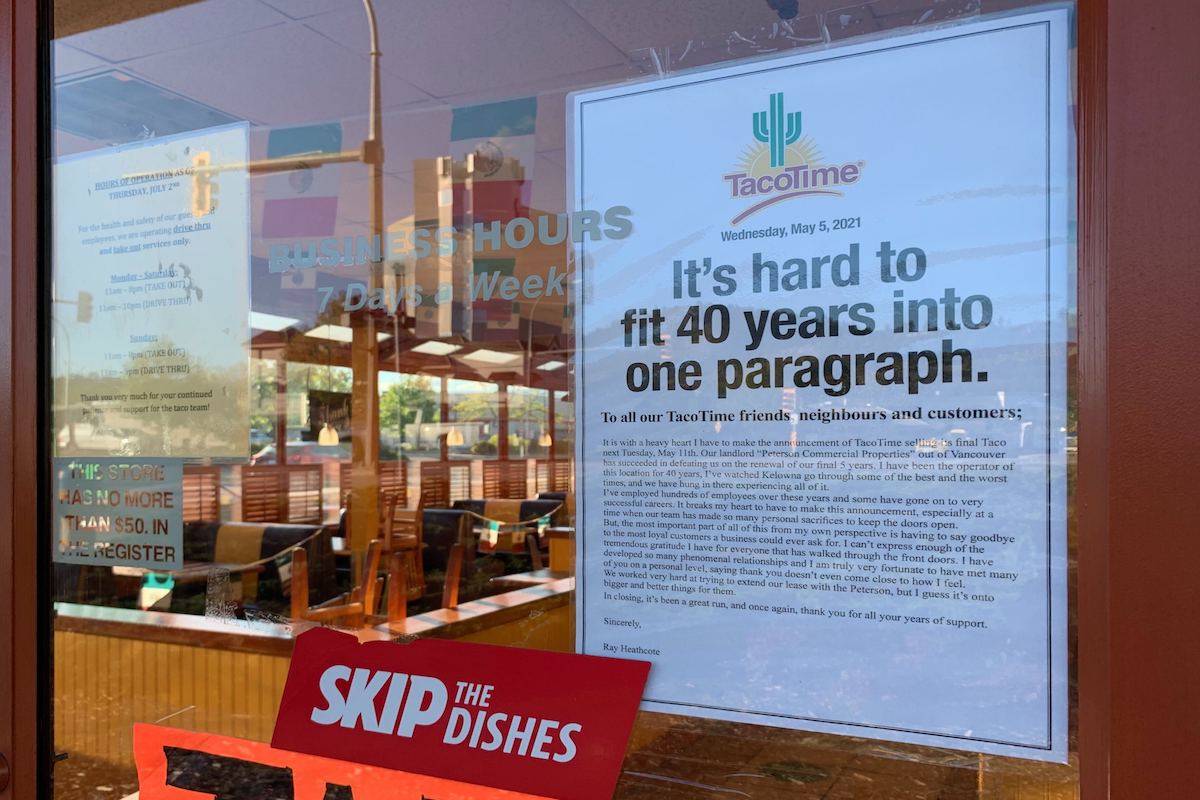 HOURS OF OPERATION AS OF
THURSDAY, JULY 2ND
For the health and safety of our
employees, we are operating drive thru
and take out services only.
Monday – Saturday:
11am – 8pm (TAKE OUT)
11am – 10pm (DRIVE THRU)
Sunday:
11am – 8pm (TAKE OUT)
(DRIVE THRU)
Thank you very much for your continued
and support for the taco team!
THIS STORE
HAS NO MORE
THAN $50. IN
THE REGISTER
BUSINESS HOURS
7 Days a Week
TacoTime®
Wednesday, May 5, 2021
It's hard to
fit 40 years into
one paragraph.
To all our TacoTime friends, neighbours and customers;
It is with a heavy heart I have to make the announcement of TacoTime selling its final Taco
next Tuesday, May 11th. Our landlord "Peterson Commercial Properties" out of Vancouver
has succeeded in defeating us on the renewal of our final 5 years. I have been the operator of
this location for 40 years, I've watched Kelowna go through some of the best and the worst
times, and we have hung in there experiencing all of it.
I've employed hundreds of employees over these years and some have gone on to very
successful careers. It breaks my heart to have to make this announcement, especially at a
time when our team has made so many personal sacrifices to keep the doors open.
But, the most important part of all of this from my own perspective is having to say goodbye
to the most loyal customers a business could ever ask for. I can't express enough of the
tremendous gratitude I have for everyone that has walked through the front doors. I have
developed so many phenomenal relationships and I am truly very fortunate to have met many
of you on a personal level, saying thank you doesn't even come close to how I feel.
We worked very hard at trying to extend our lease with the Peterson, but I guess it's onto
bigger and better things for them.
In closing, it's been a great run, and once again, thank you for all your years of support.
Sincerely,
Ray Heathcote
SKIP THE
DISHES